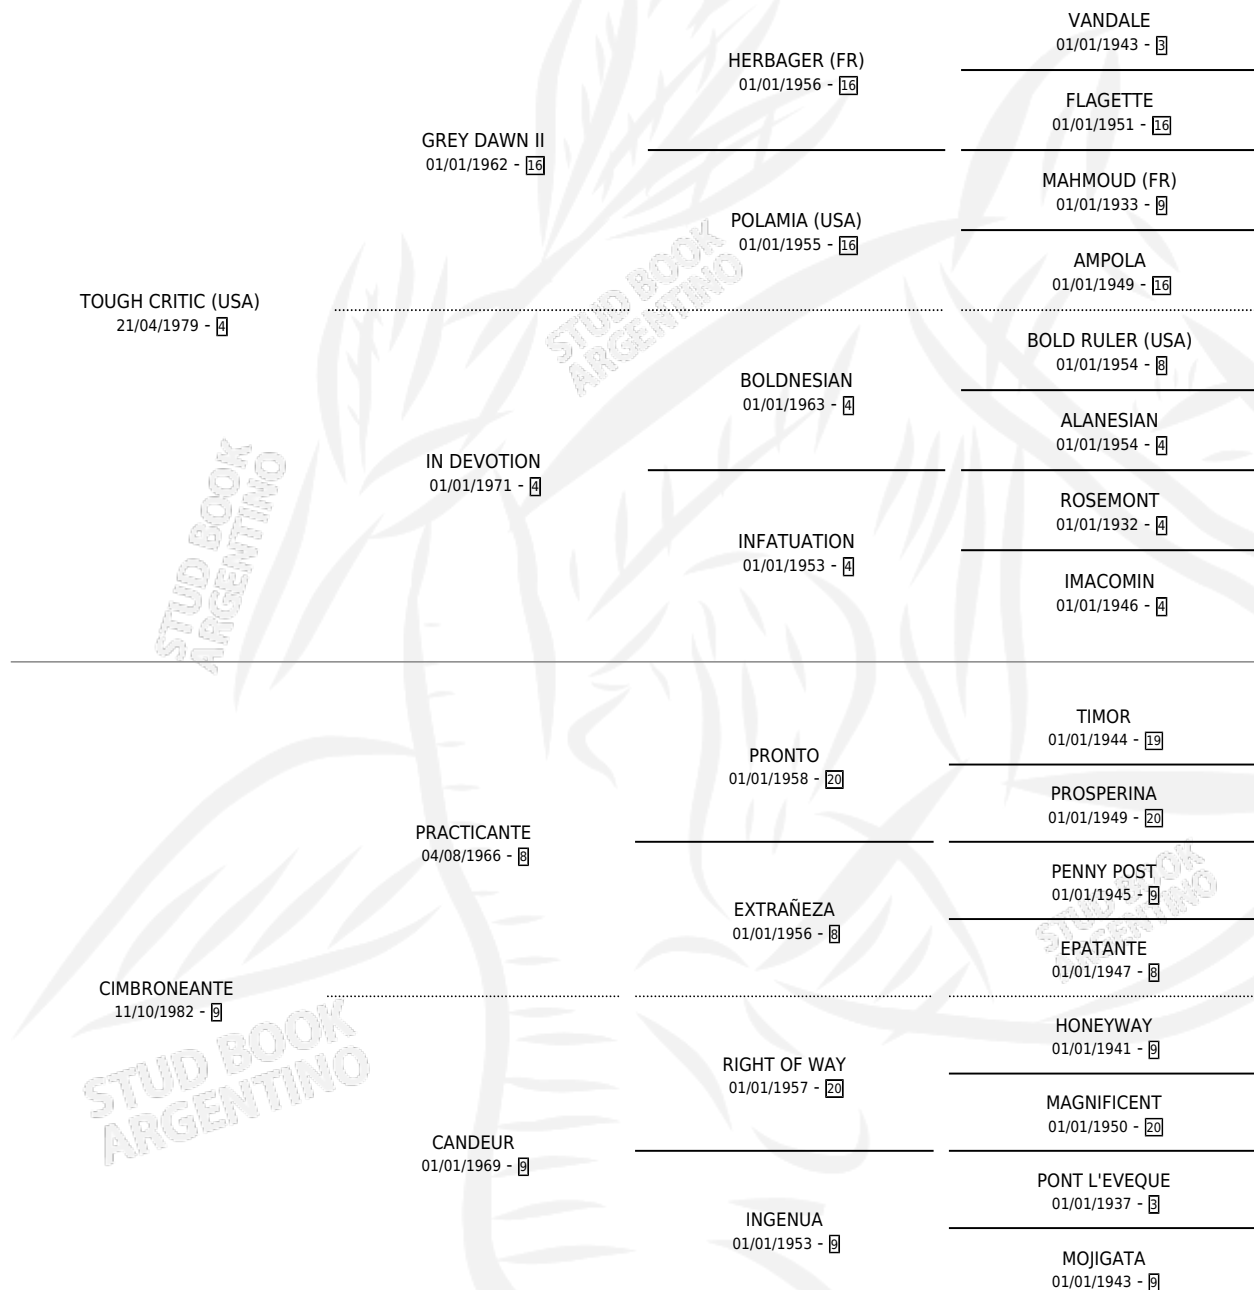 VANDALE
01/01/1943 - 3
HERBAGER (FR)
01/01/1956 - 16
FLAGETTE
01/01/1951 - 16
GREY DAWN II
01/01/1962 - 16
MAHMOUD (FR)
01/01/1933 - 9
POLAMIA (USA)
01/01/1955 - 16
AMPOLA
01/01/1949 - 16
TOUGH CRITIC (USA)
21/04/1979 - 4
BOLD RULER (USA)
01/01/1954 - 8
BOLDNESIAN
01/01/1963 - 4
ALANESIAN
01/01/1954 - 4
IN DEVOTION
01/01/1971 - 4
ROSEMONT
01/01/1932 - 4
INFATUATION
01/01/1953 - 4
IMACOMIN
01/01/1946 - 4
TIMOR
01/01/1944 - 19
PRONTO
01/01/1958 - 20
PROSPERINA
01/01/1949 - 20
PRACTICANTE
04/08/1966 - 8
PENNY POST
01/01/1945 - 9
EXTRAÑEZA
01/01/1956 - 8
EPATANTE
01/01/1947 - 8
CIMBRONEANTE
11/10/1982 - 9
HONEYWAY
01/01/1941 - 9
RIGHT OF WAY
01/01/1957 - 20
MAGNIFICENT
01/01/1950 - 20
CANDEUR
01/01/1969 - 9
PONT L'EVEQUE
01/01/1937 - 3
INGENUA
01/01/1953 - 9
MOJIGATA
01/01/1943 - 9
STUD BOOK
ARGENTINO
STUD BOOK
ARGENTINO
STUD BOOK
ARGENTINO
STUD BOOK
ARGENTINO